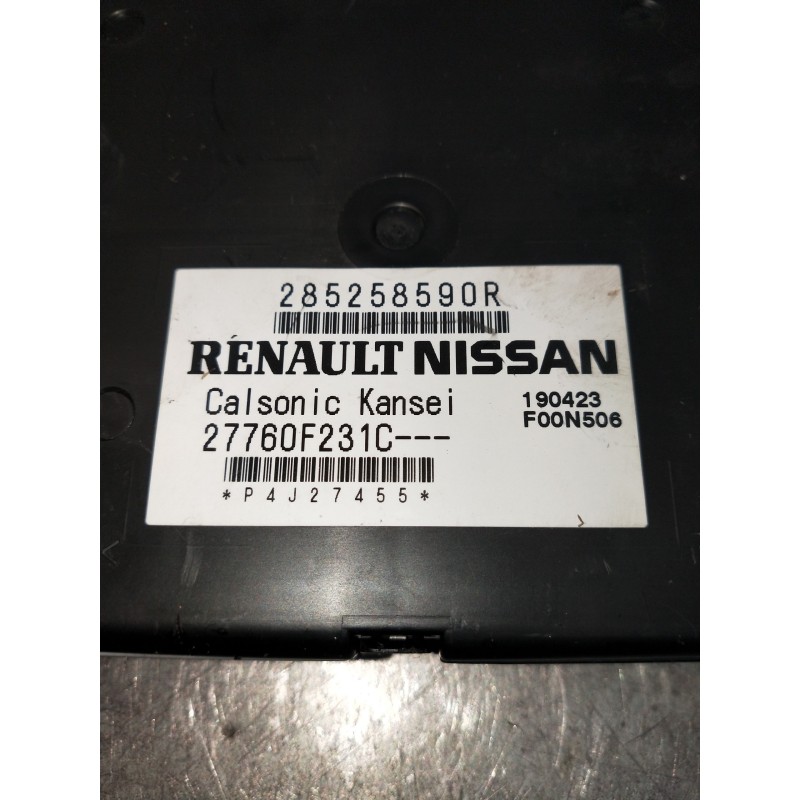 285258590R
RENAULT NISSAN
Calsonic Kansei 190423
27760F231C--- F00N506
*P4J27455*